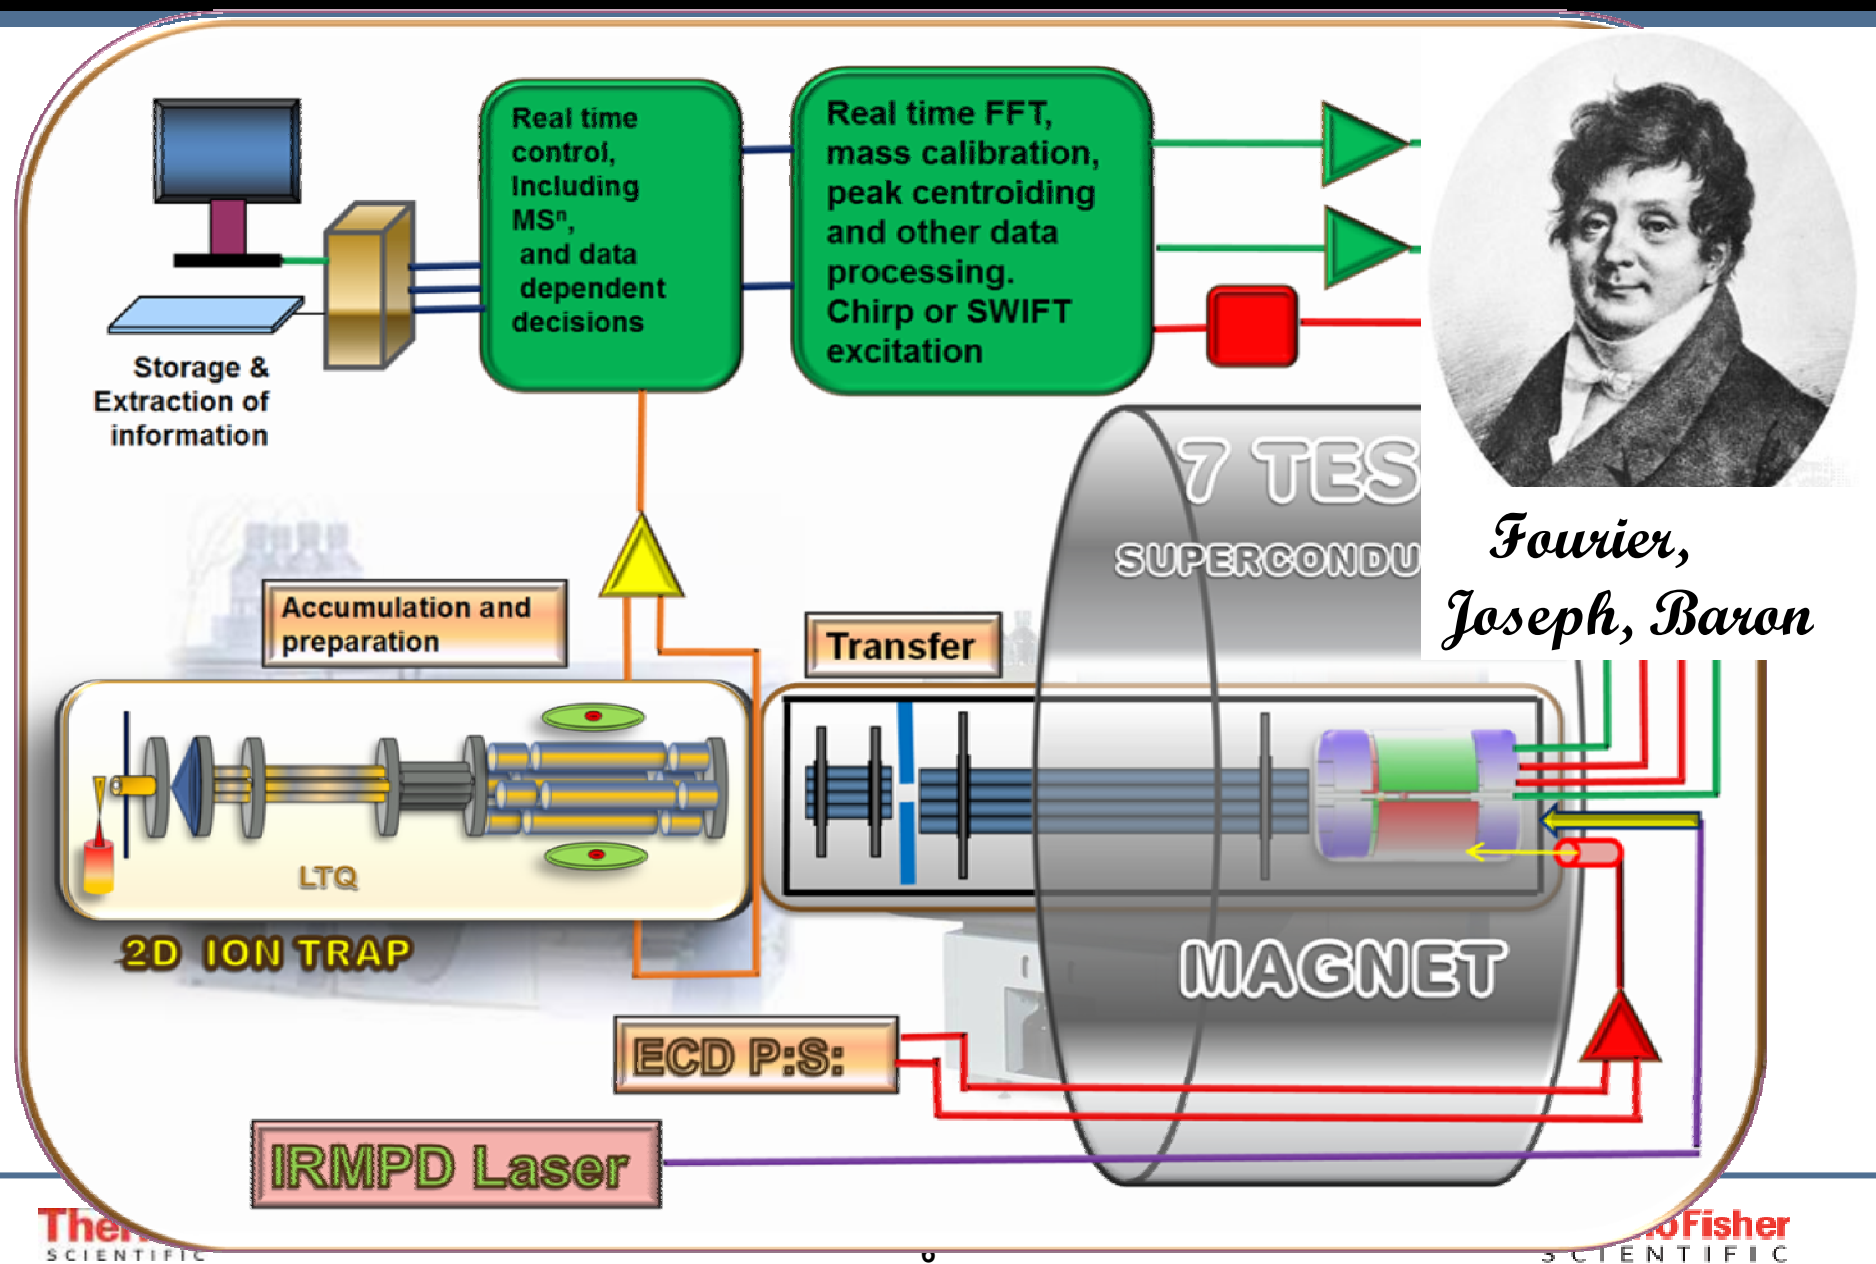 Real time
control,
Including
MSⁿ,
and data
dependent
decisions
Real time FFT,
mass calibration,
peak centroiding
and other data
processing.
Chirp or SWIFT
excitation
Storage &
Extraction of
information
7 TES
SUPERCONDU
Fourier,
Joseph, Baron
Accumulation and
preparation
Transfer
LTQ
2D ION TRAP
MAGNET
ECD P:S:
IRMPD Laser
Ther
SCIENTIFIC
oFisher
SCIENTIFIC